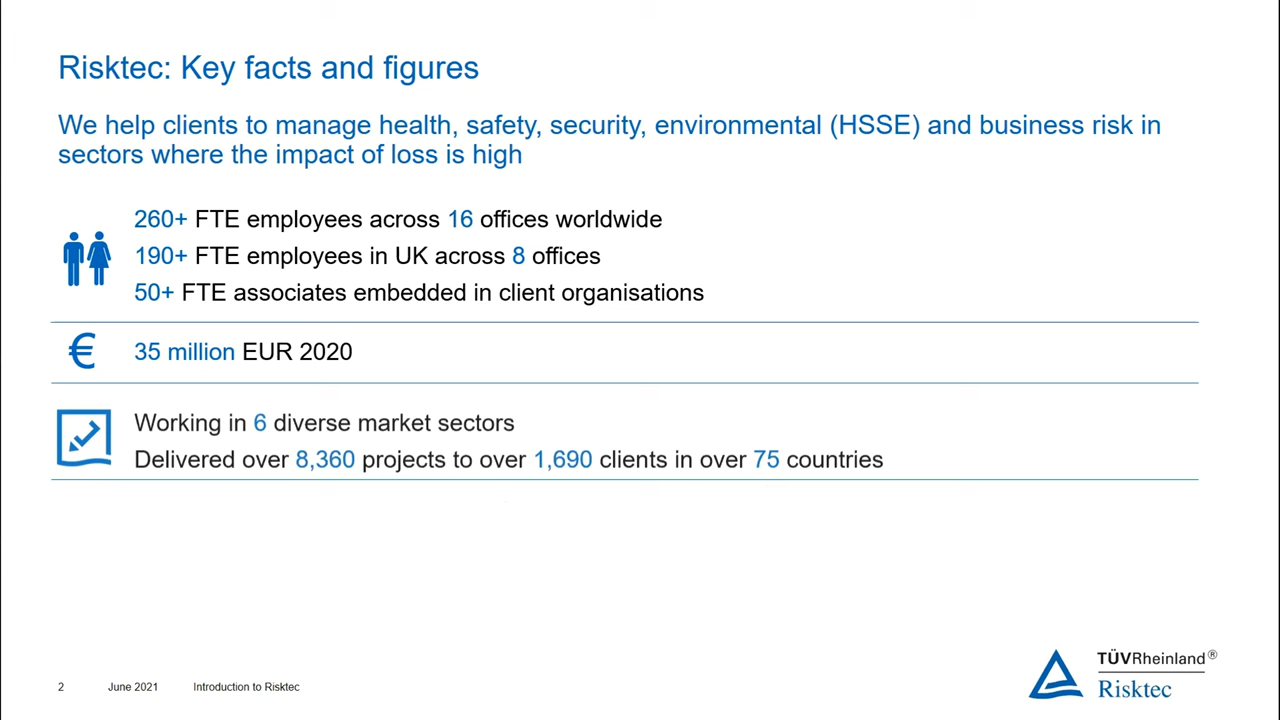 Risktec: Key facts and figures
We help clients to manage health, safety, security, environmental (HSSE) and business risk in
sectors where the impact of loss is high
260+ FTE employees across 16 offices worldwide
190+ FTE employees in UK across 8 offices
50+ FTE associates embedded in client organisations
€
35 million EUR 2020
Working in 6 diverse market sectors
Delivered over 8,360 projects to over 1,690 clients in over 75 countries
2 June 2021 Introduction to Risktec
TÜVRheinland®
Risktec